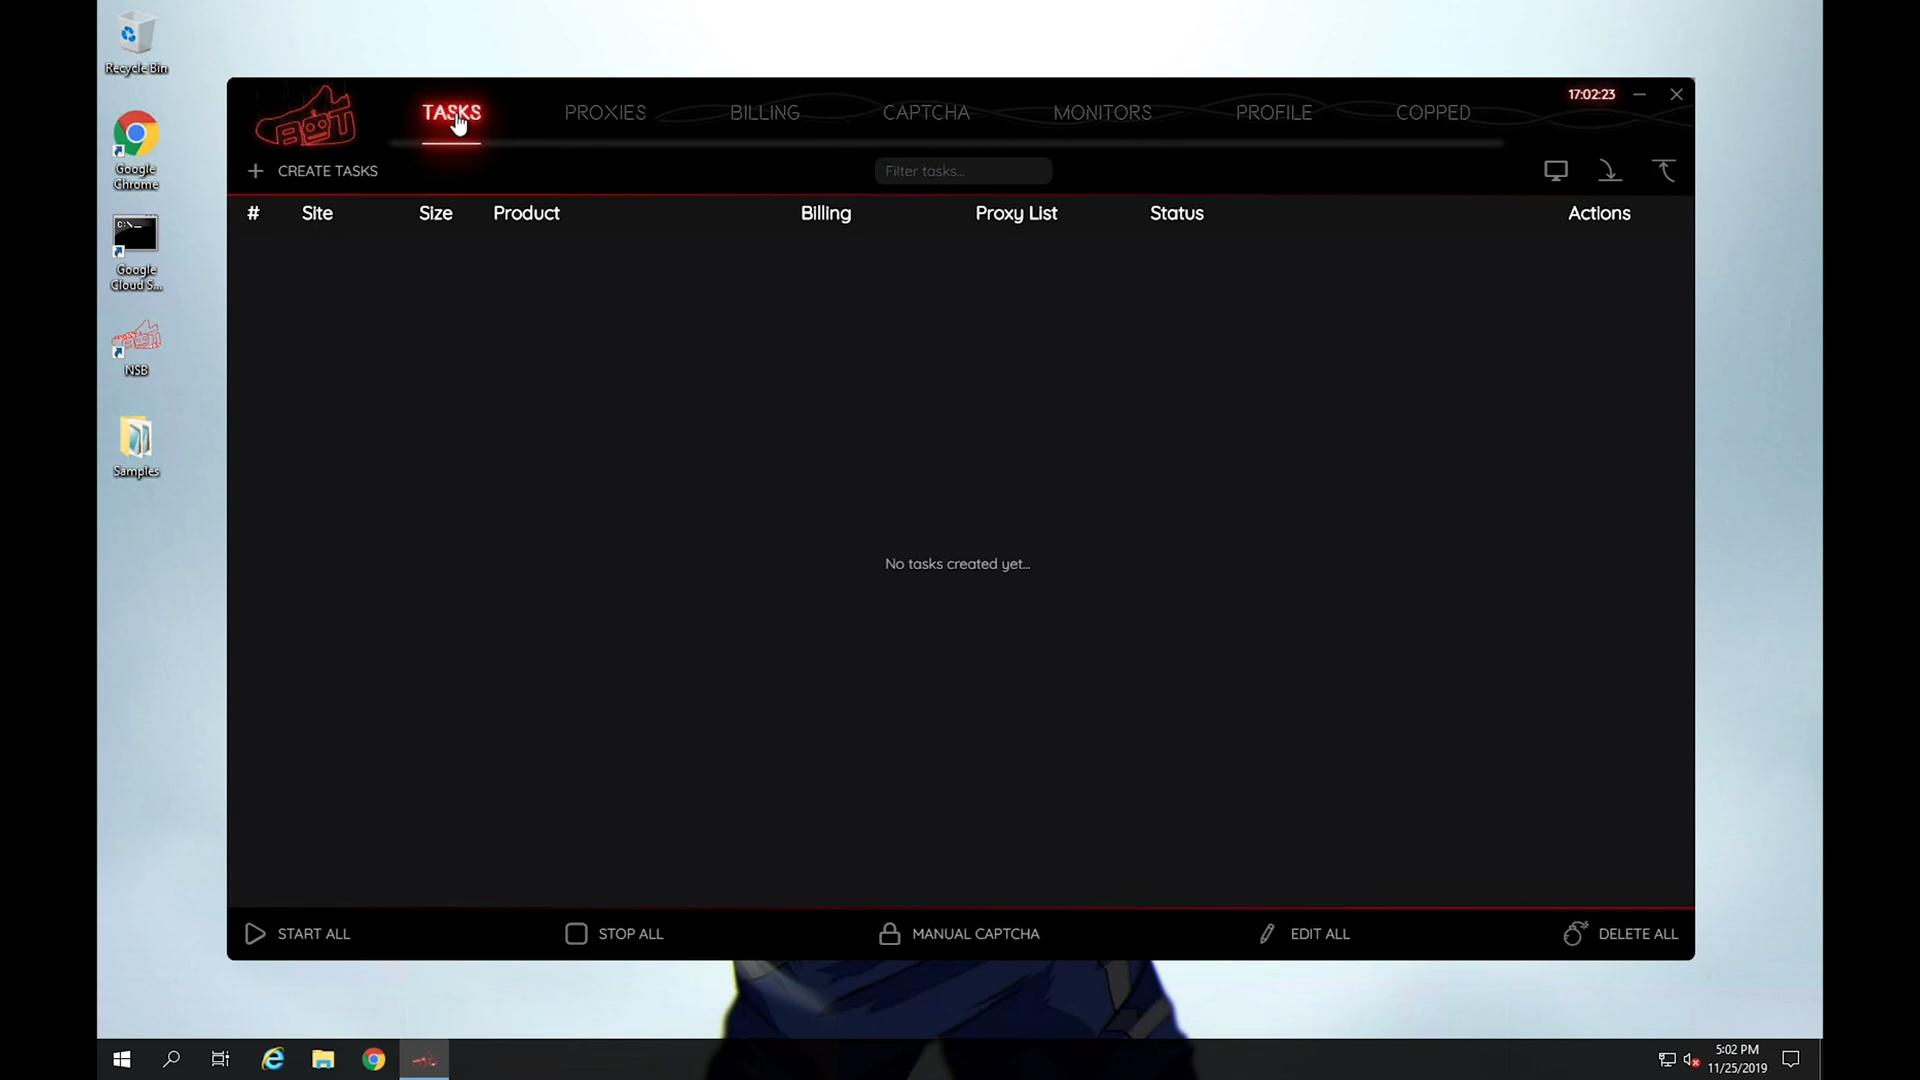 Recycle Bin
Google
Chrome
Google
Cloud S...
NSB
Samples
BOT
TASKS
PROXIES
BILLING
CAPTCHA
MONITORS
PROFILE
COPPED
17:02:23
CREATE TASKS
Filter tasks...
# Site Size Product Billing Proxy List Status Actions
No tasks created yet...
START ALL
STOP ALL
MANUAL CAPTCHA
EDIT ALL
DELETE ALL
5:02 PM
11/25/2019